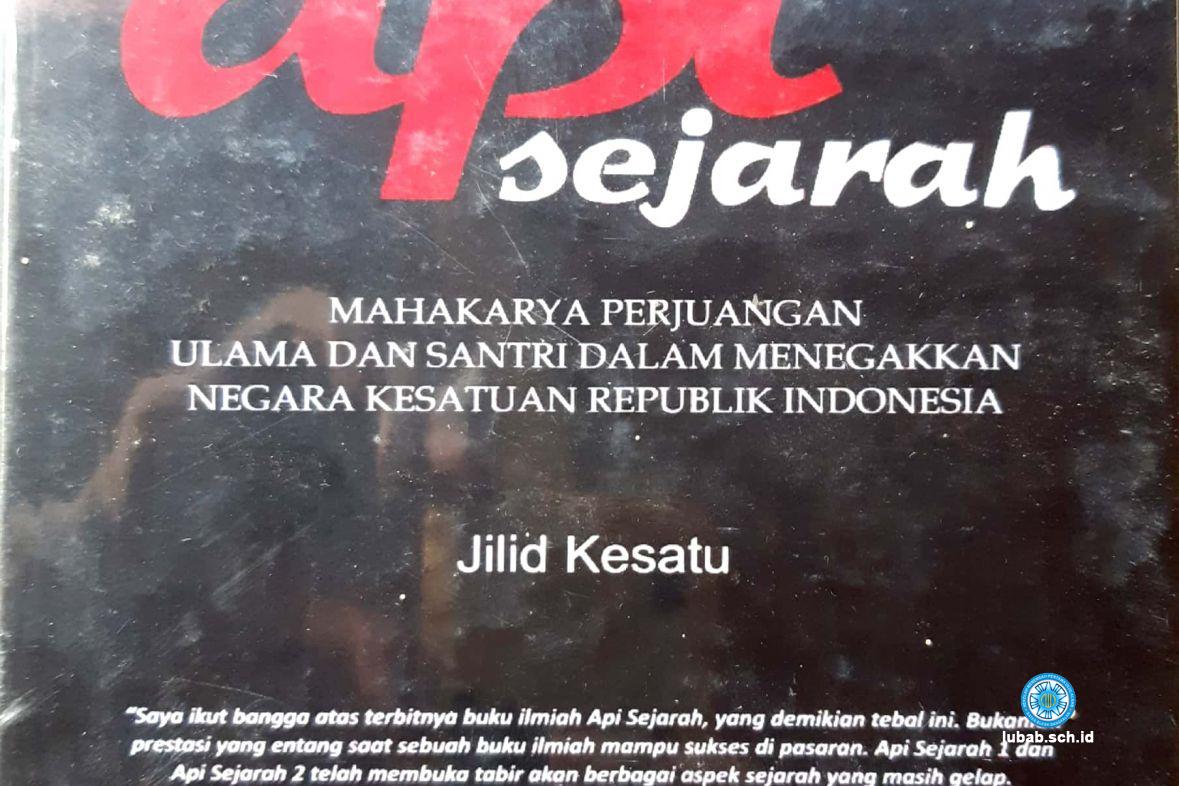 api
sejarah
MAHAKARYA PERJUANGAN
ULAMA DAN SANTRI DALAM MENEGAKKAN
NEGARA KESATUAN REPUBLIK INDONESIA
Jilid Kesatu
"Saya ikut bangga atas terbitnya buku ilmiah Api Sejarah, yang demikian tebal ini. Bukan
prestasi yang entang saat sebuah buku ilmiah mampu sukses di pasaran. Api Sejarah 1 dan
Api Sejarah 2 telah membuka tabir akan berbagai aspek sejarah yang masih gelap.
lubab.sch.id